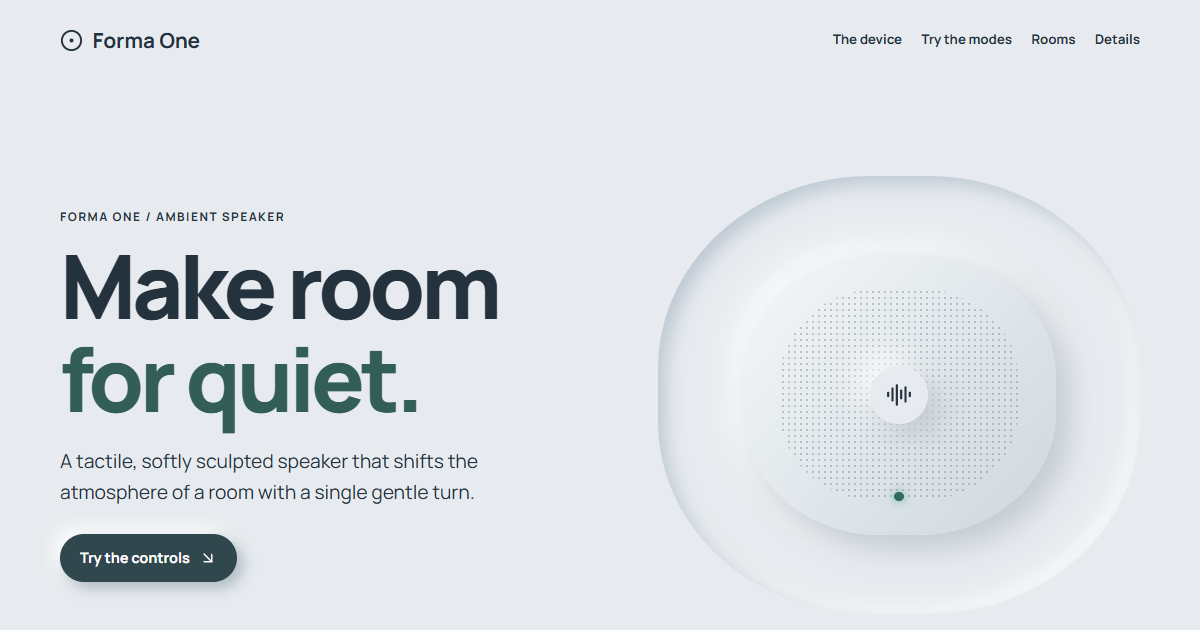 Forma One
The device
Try the modes
Rooms
Details
FORMA ONE / AMBIENT SPEAKER
Make room
for quiet.
A tactile, softly sculpted speaker that shifts the
atmosphere of a room with a single gentle turn.
Try the controls